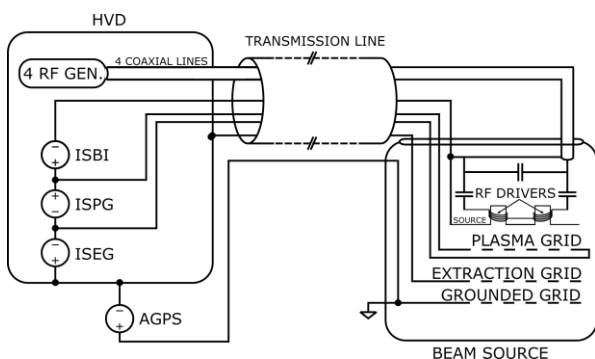 HVD
TRANSMISSION LINE
4 COAXIAL LINES
4 RF GEN.
− +
ISBI
+ −
ISPG
− +
ISEG
− +
AGPS
RF DRIVERS
SOURCE
PLASMA GRID
EXTRACTION GRID
GROUNDED GRID
BEAM SOURCE